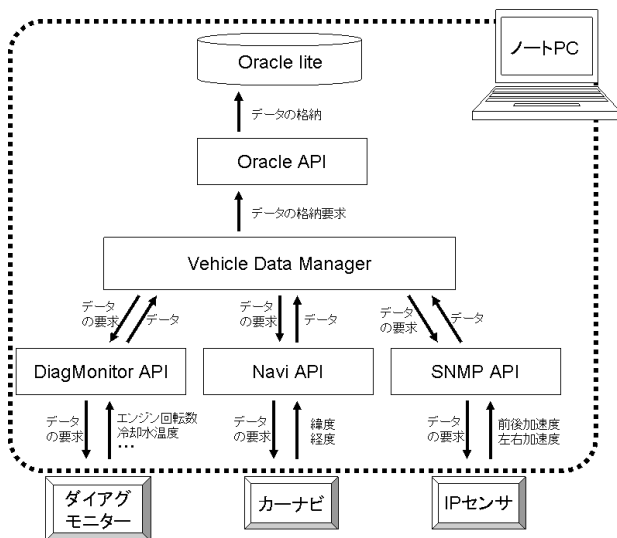 ノートPC
Oracle lite
データの格納
Oracle API
データの格納要求
Vehicle Data Manager
データ
の要求
データ
データ
の要求
データ
データ
の要求
データ
DiagMonitor API
Navi API
SNMP API
データ
の要求
エンジン回転数
冷却水温度
…
データ
の要求
緯度
経度
データ
の要求
前後加速度
左右加速度
ダイアグ
モニター
カーナビ
IPセンサ